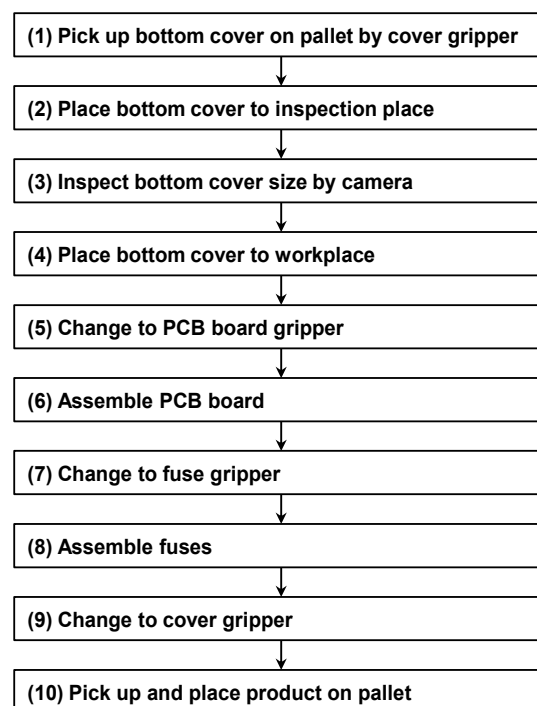 (1) Pick up bottom cover on pallet by cover gripper
(2) Place bottom cover to inspection place
(3) Inspect bottom cover size by camera
(4) Place bottom cover to workplace
(5) Change to PCB board gripper
(6) Assemble PCB board
(7) Change to fuse gripper
(8) Assemble fuses
(9) Change to cover gripper
(10) Pick up and place product on pallet